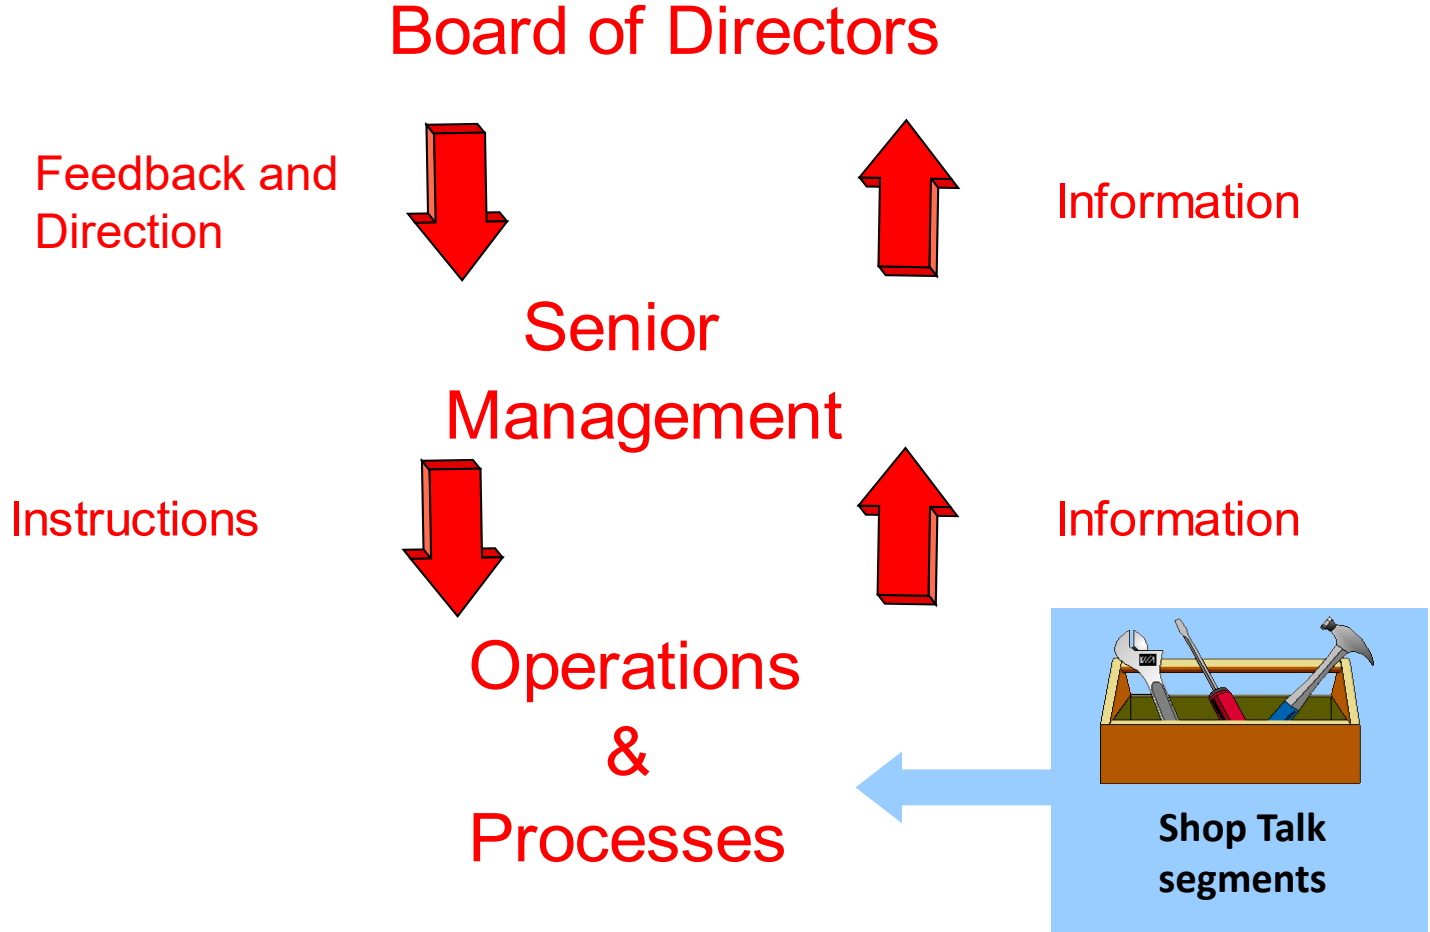 Board of Directors
Feedback and
Direction
Information
Senior
Management
Instructions
Information
Operations
&
Processes
Shop Talk
segments